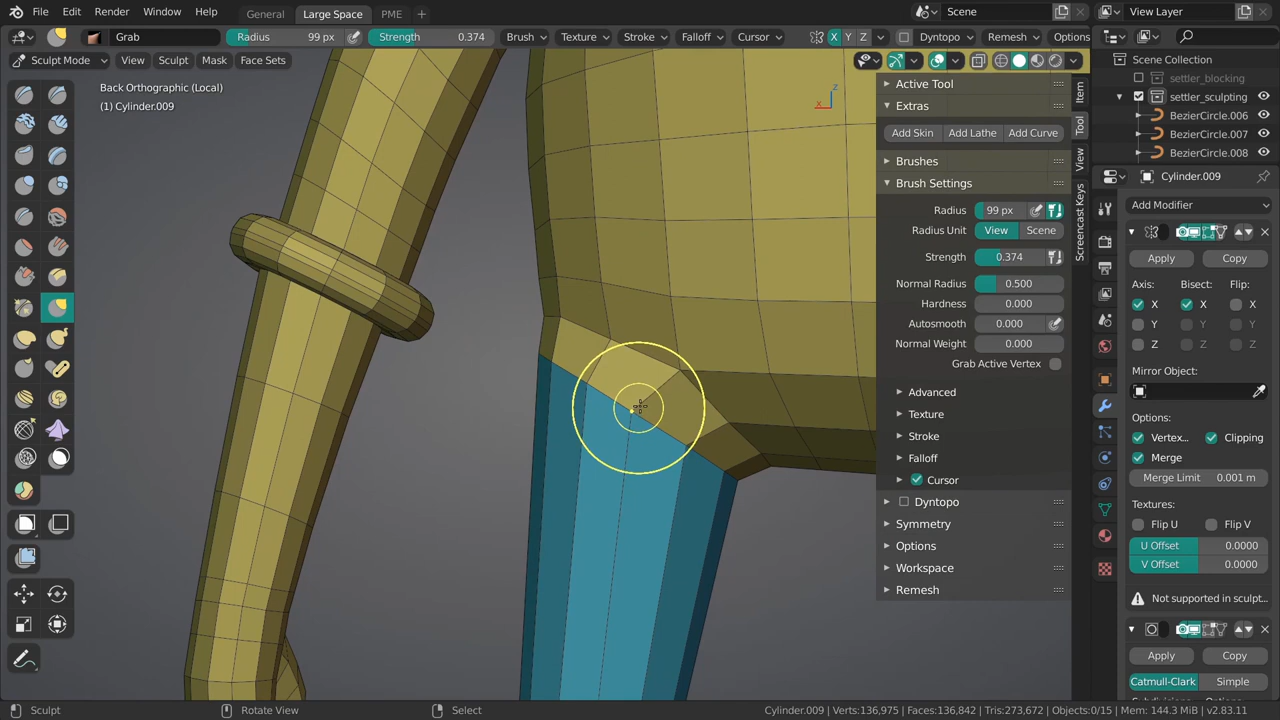 File Edit Render Window Help General Large Space PME + Scene View Layer
Grab Radius 99 px Strength 0.374 Brush Texture Stroke Falloff Cursor X Y Z Dyntopo Remesh Options
Sculpt Mode View Sculpt Mask Face Sets
Back Orthographic (Local)
(1) Cylinder.009
z
x
Active Tool
Extras
Add Skin Add Lathe Add Curve
Brushes
Brush Settings
Radius 99 px
Radius Unit View Scene
Strength 0.374
Normal Radius 0.500
Hardness 0.000
Autosmooth 0.000
Normal Weight 0.000
Grab Active Vertex
Advanced
Texture
Stroke
Falloff
Cursor
Dyntopo
Symmetry
Options
Workspace
Remesh
Item
Tool
View
Screencast Keys
Scene Collection
settler_blocking
settler_sculpting
BezierCircle.006
BezierCircle.007
BezierCircle.008
Cylinder.009
Add Modifier
Apply Copy
Axis: Bisect: Flip:
X X X
Y Y Y
Z Z Z
Mirror Object:
Options:
Vertex... Clipping
Merge
Merge Limit 0.001 m
Textures:
Flip U Flip V
U Offset 0.0000
V Offset 0.0000
Not supported in sculpt...
Apply Copy
Catmull-Clark Simple
Sculpt Rotate View Select Cylinder.009 | Verts:136,975 | Faces:136,842 | Tris:273,672 | Objects:0/15 | Mem: 144.3 MiB | v2.83.11